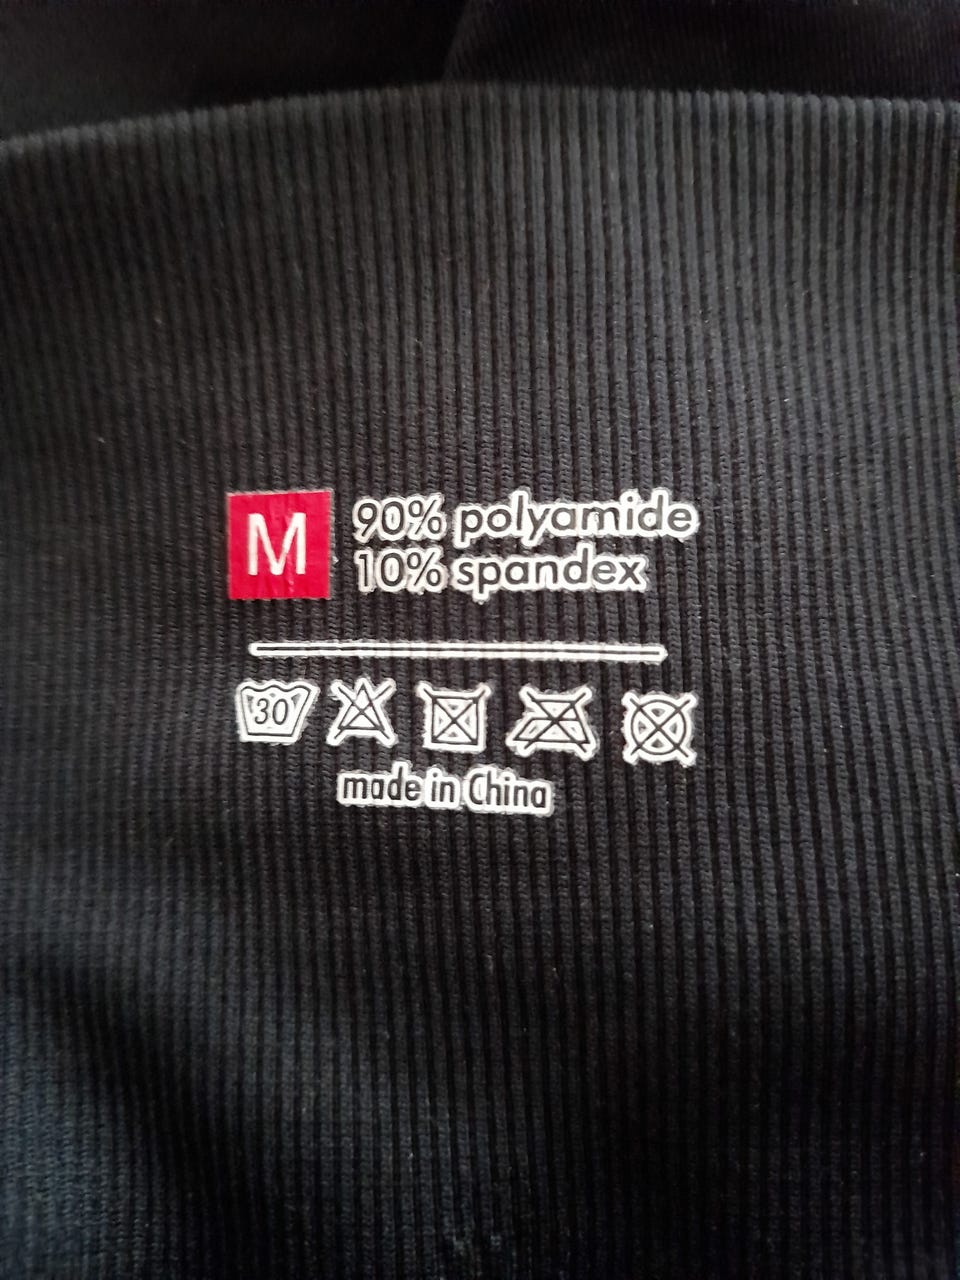 M
90% polyamide
10% spandex
30
made in China